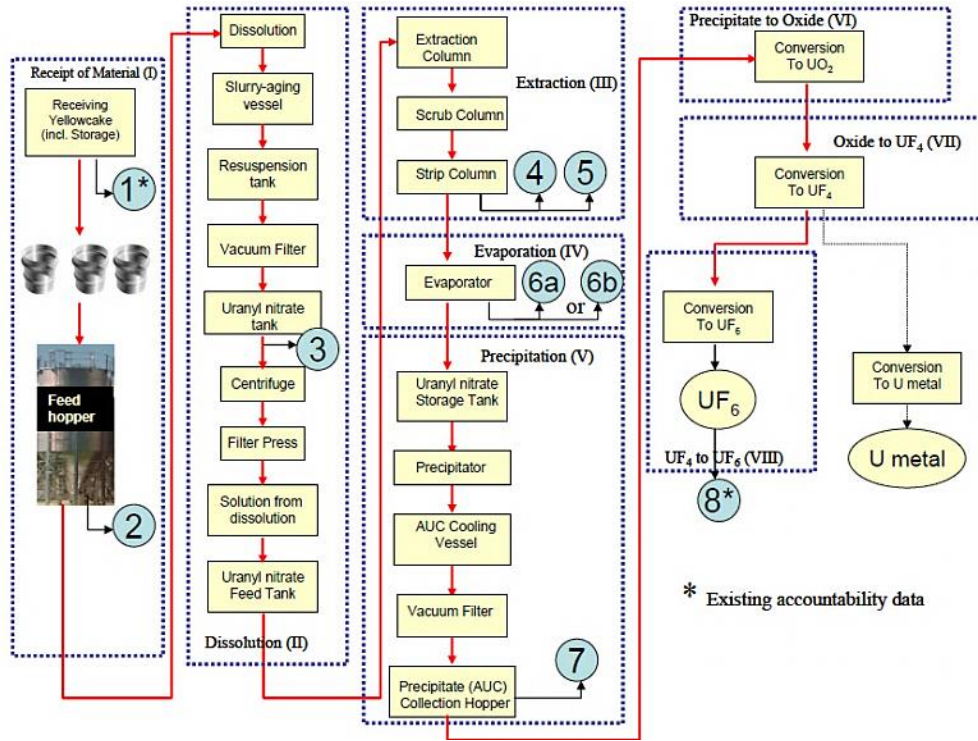 Receipt of Material (I)
Receiving
Yellowcake
(incl. Storage)
1*
Feed
hopper
2
Dissolution
Slurry-aging
vessel
Resuspension
tank
Vacuum Filter
Uranyl nitrate
tank
3
Centrifuge
Filter Press
Solution from
dissolution
Uranyl nitrate
Feed Tank
Dissolution (II)
Extraction
Column
Extraction (III)
Scrub Column
Strip Column
4
5
Evaporation (IV)
Evaporator
6a
or
6b
Precipitation (V)
Uranyl nitrate
Storage Tank
Precipitator
AUC Cooling
Vessel
Vacuum Filter
Precipitate (AUC)
Collection Hopper
7
Precipitate to Oxide (VI)
Conversion
To UO2
Oxide to UF4 (VII)
Conversion
To UF4
Conversion
To UF6
UF6
UF4 to UF6 (VIII)
8*
Conversion
To U metal
U metal
* Existing accountability data